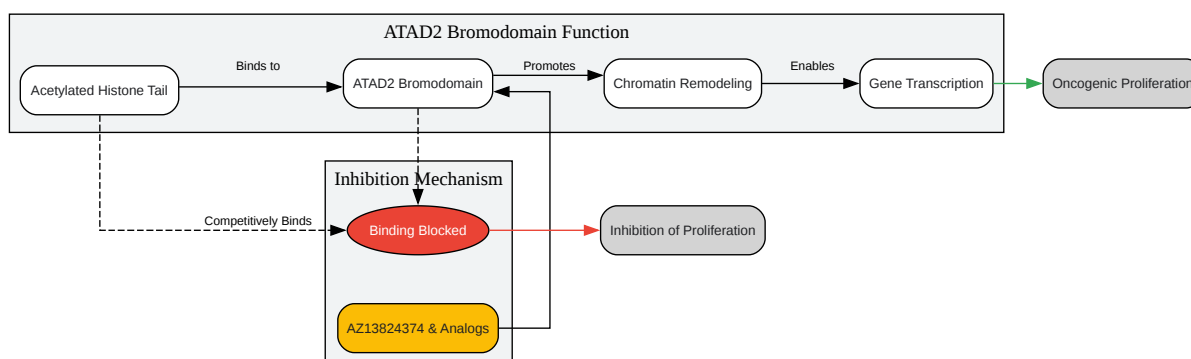 ATAD2 Bromodomain Function
Acetylated Histone Tail
Binds to
ATAD2 Bromodomain
Promotes
Chromatin Remodeling
Enables
Gene Transcription
Oncogenic Proliferation
Inhibition Mechanism
Competitively Binds
Binding Blocked
Inhibition of Proliferation
AZ13824374 & Analogs